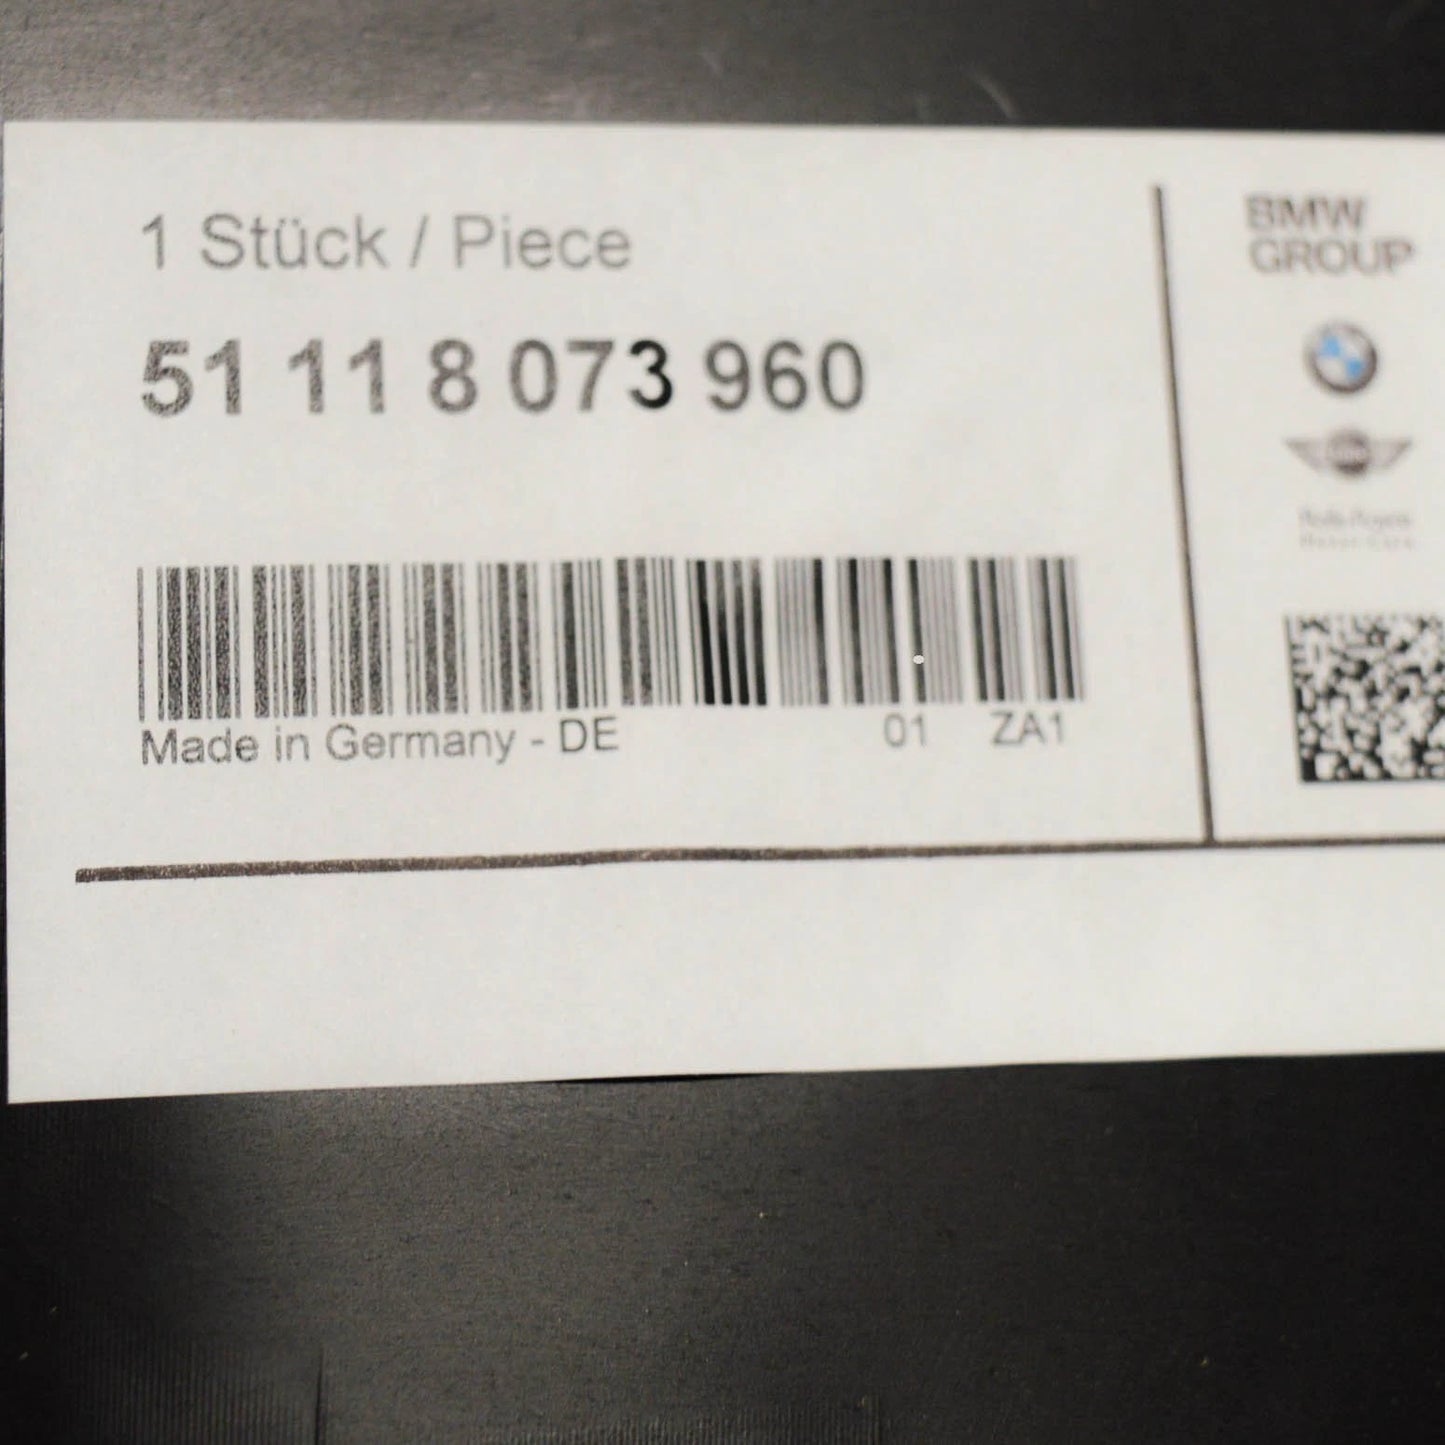 1 Stück / Piece
51 11 8 073 960
Made in Germany - DE 01 ZA1
BMW
GROUP